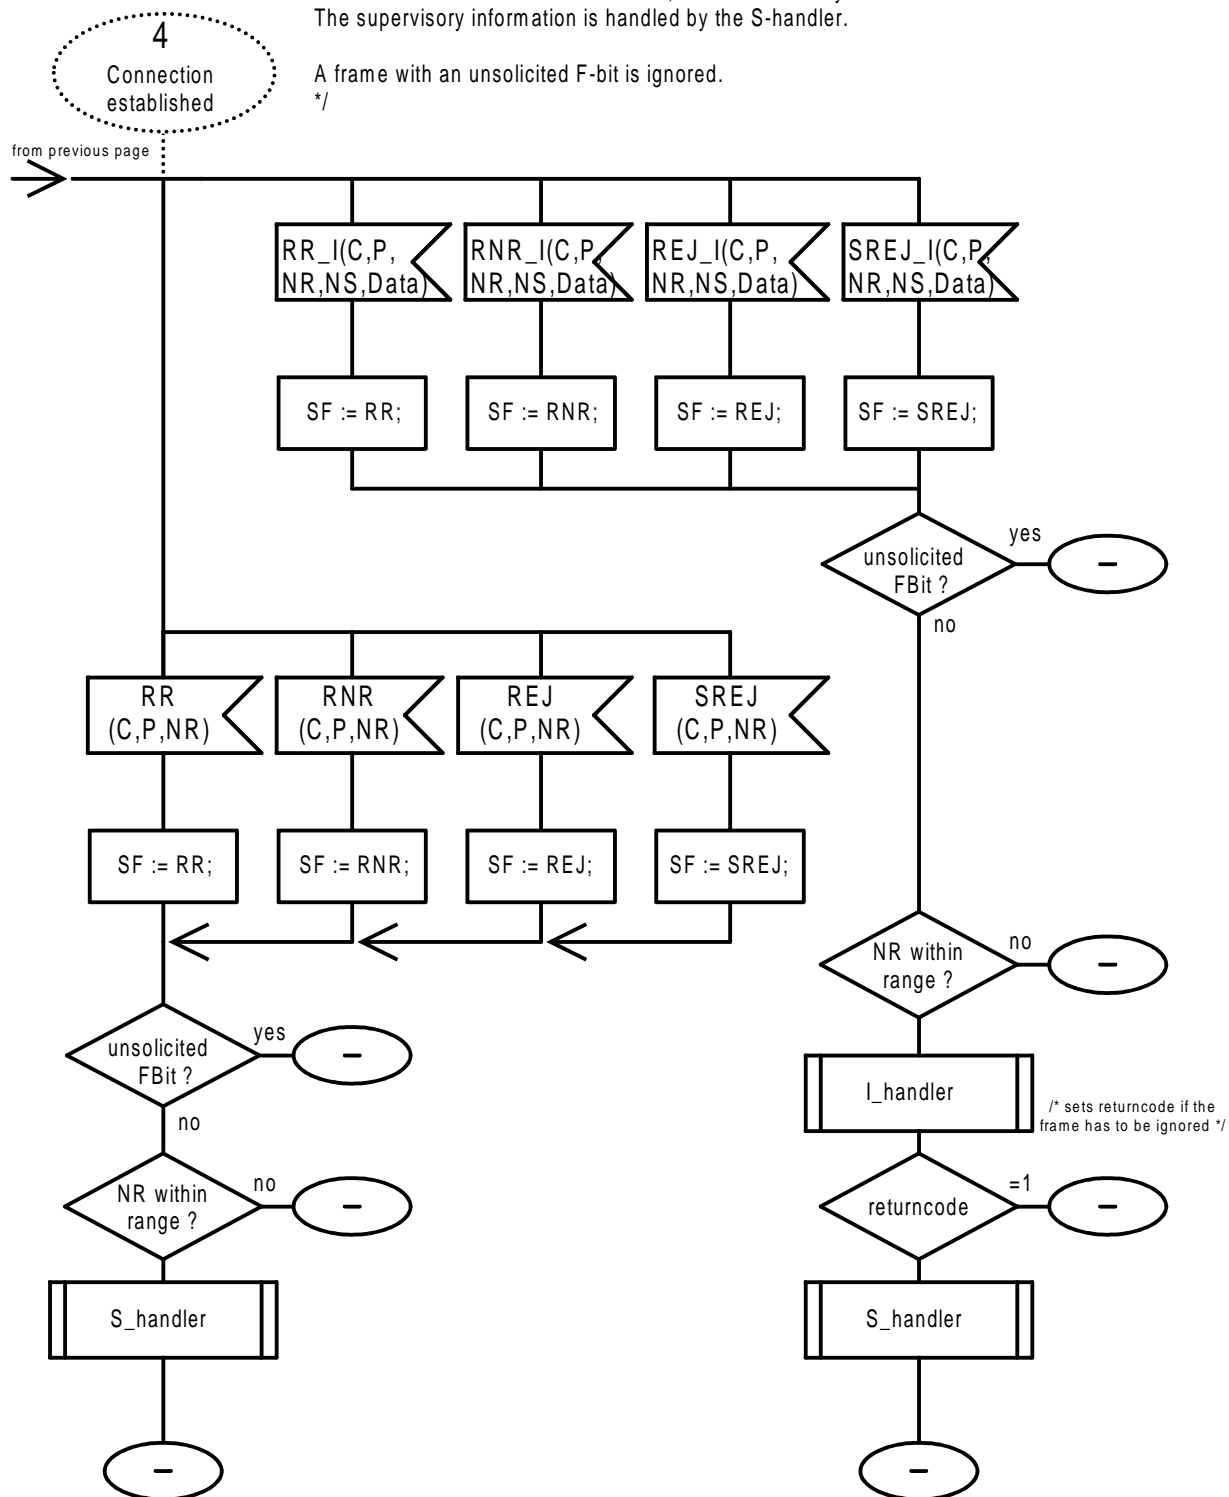 The supervisory information is handled by the S-handler.
A frame with an unsolicited F-bit is ignored.
*/
4
Connection
established
from previous page
RR_I(C,P,
NR,NS,Data)
RNR_I(C,P,
NR,NS,Data)
REJ_I(C,P,
NR,NS,Data)
SREJ_I(C,P,
NR,NS,Data)
SF := RR;
SF := RNR;
SF := REJ;
SF := SREJ;
unsolicited
FBit ?
yes
–
no
RR
(C,P,NR)
RNR
(C,P,NR)
REJ
(C,P,NR)
SREJ
(C,P,NR)
SF := RR;
SF := RNR;
SF := REJ;
SF := SREJ;
NR within
range ?
no
–
unsolicited
FBit ?
yes
–
no
I_handler
/* sets returncode if the
frame has to be ignored */
NR within
range ?
no
–
returncode
=1
–
S_handler
S_handler
–
–